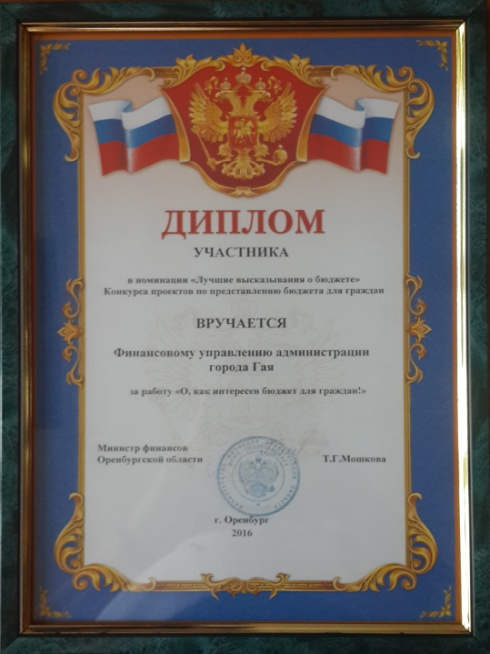 ДИПЛОМ
УЧАСТНИКА
в номинации «Лучшие высказывания о бюджете»
Конкурса проектов по представлению бюджета для граждан
ВРУЧАЕТСЯ
Финансовому управлению администрации
города Гая
за работу «О, как интересен бюджет для граждан!»
Министр финансов
Оренбургской области
Т.Г.Мошкова
г. Оренбург
2016